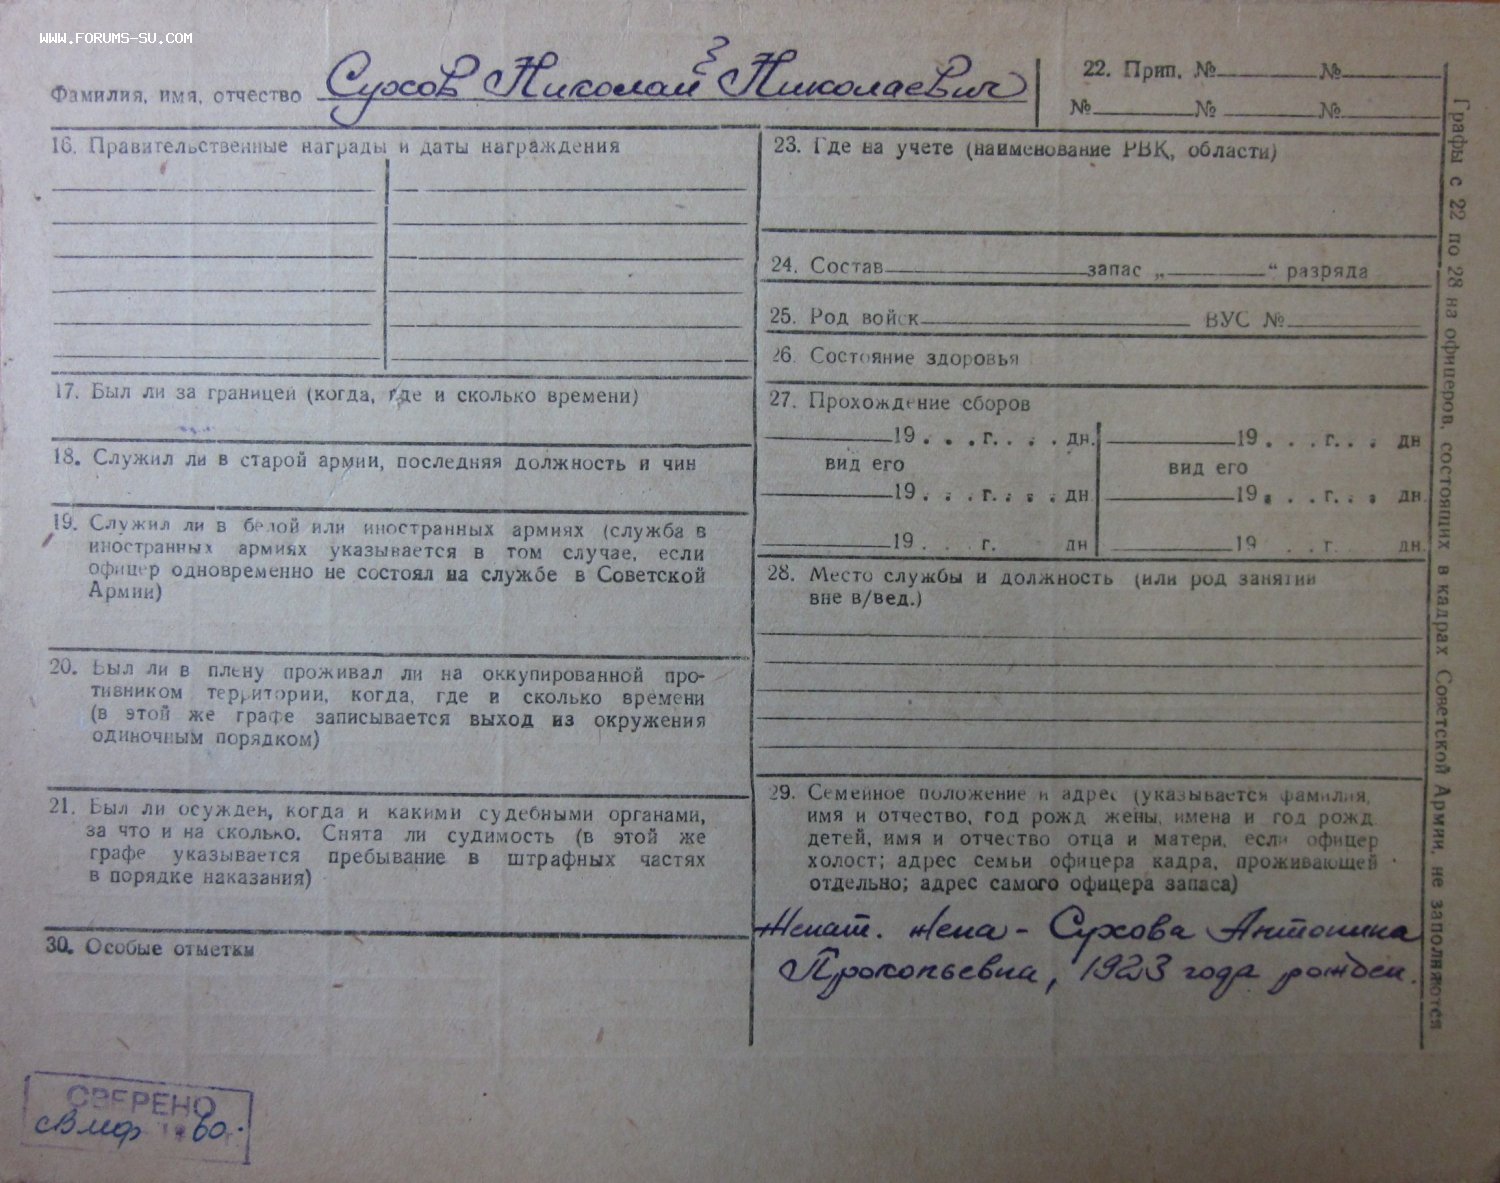 WWW.FORUMS-SU.COM
Фамилия, имя, отчество Сухов Николай Николаевич
3
16. Правительственные награды и даты награждения
17. Был ли за границей (когда, где и сколько времени)
18. Служил ли в старой армии, последняя должность и чин
19. Служил ли в белой или иностранных армиях (служба в
иностранных армиях указывается в том случае, если
офицер одновременно не состоял на службе в Советской
Армии)
20. Был ли в плену проживал ли на оккупированной про-
тивником территории, когда, где и сколько времени
(в этой же графе записывается выход из окружения
одиночным порядком)
21. Был ли осужден, когда и какими судебными органами,
за что и на сколько. Снята ли судимость (в этой же
графе указывается пребывание в штрафных частях
в порядке наказания)
30. Особые отметки
СВЕРЕНО
60.
22. Прип. № №
№ № №
23. Где на учете (наименование РВК, области)
24. Состав запас „ “ разряда
25. Род войск ВУС №
26. Состояние здоровья
27. Прохождение сборов
19 . . . г. . . . дн. 19 . . . г. . . дн
вид его вид его
19 . . . г. . . . дн. 19 . . . г. . . дн.
19 . . г. дн 19 . . г. дн.
28. Место службы и должность (или род занятий
вне в/вед.)
29. Семейное положение и адрес (указывается фамилия,
имя и отчество, год рожд. жены, имена и год рожд.
детей, имя и отчество отца и матери, если офицер
холост; адрес семьи офицера кадра, проживающей
отдельно; адрес самого офицера запаса)
Женат. Жена - Сухова Антонина
Прокопьевна, 1923 года рожден.
Графы с 22 по 28 на офицеров, состоящих в кадрах Советской Армии, не заполняются